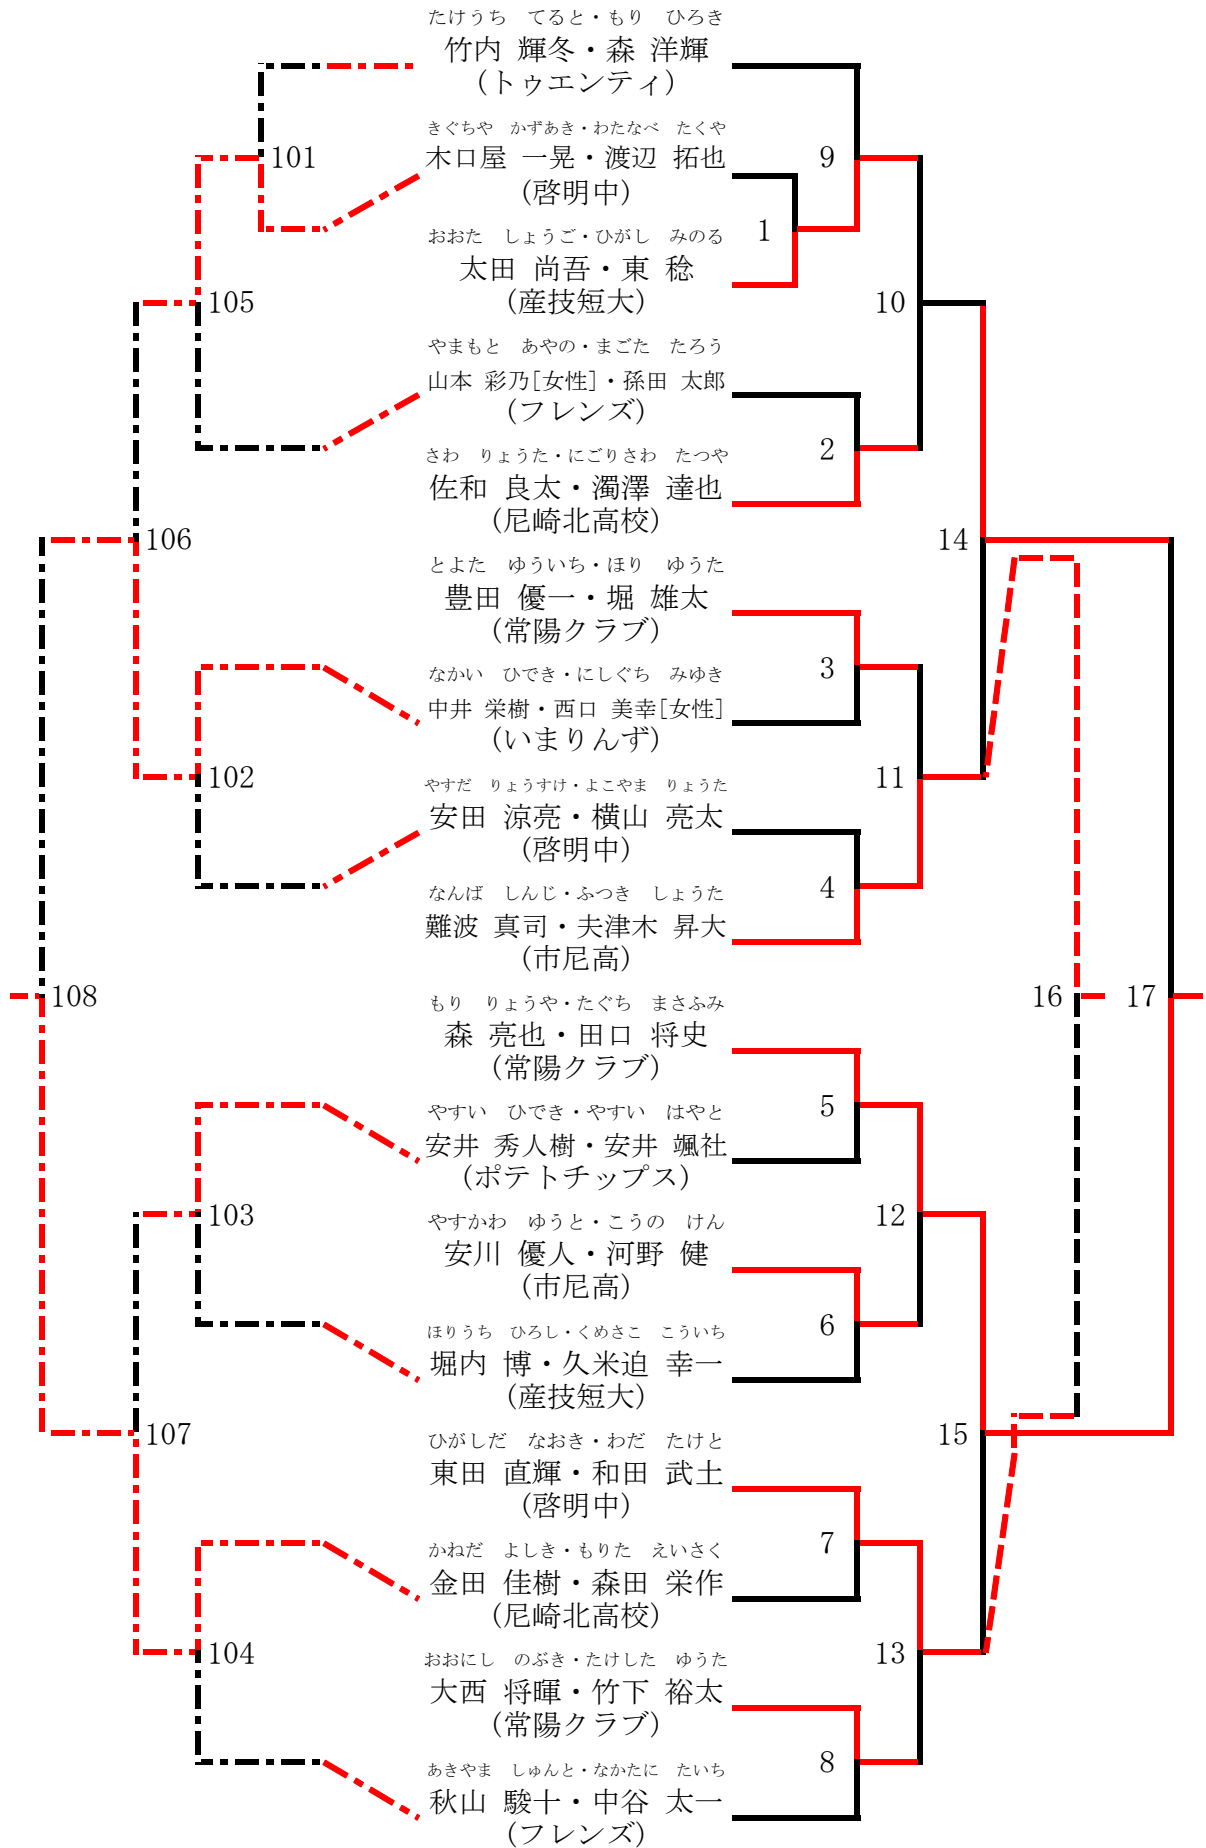 たけうち　てると・もり　ひろき
竹内 輝冬・森 洋輝
(トゥエンティ)
きぐちや　かずあき・わたなべ　たくや
101
9
木口屋 一晃・渡辺 拓也
(啓明中)
1
おおた　しょうご・ひがし　みのる
太田 尚吾・東 稔
(産技短大)
105
10
やまもと　あやの・まごた　たろう
山本 彩乃[女性]・孫田 太郎
(フレンズ)
2
さわ　りょうた・にごりさわ　たつや
佐和 良太・濁澤 達也
(尼崎北高校)
106
14
とよた　ゆういち・ほり　ゆうた
豊田 優一・堀 雄太
(常陽クラブ)
3
なかい　ひでき・にしぐち　みゆき
中井 栄樹・西口 美幸[女性]
(いまりんず)
102
11
やすだ　りょうすけ・よこやま　りょうた
安田 涼亮・横山 亮太
(啓明中)
4
なんば　しんじ・ふつき　しょうた
難波 真司・夫津木 昇大
(市尼高)
108
16
17
もり　りょうや・たぐち　まさふみ
森 亮也・田口 将史
(常陽クラブ)
5
やすい　ひでき・やすい　はやと
安井 秀人樹・安井 颯社
(ポテトチップス)
103
12
やすかわ　ゆうと・こうの　けん
安川 優人・河野 健
(市尼高)
6
ほりうち　ひろし・くめさこ　こういち
堀内 博・久米迫 幸一
(産技短大)
107
15
ひがしだ　なおき・わだ　たけと
東田 直輝・和田 武士
(啓明中)
7
かねだ　よしき・もりた　えいさく
金田 佳樹・森田 栄作
(尼崎北高校)
104
13
おおにし　のぶき・たけした　ゆうた
大西 将暉・竹下 裕太
(常陽クラブ)
8
あきやま　しゅんと・なかたに　たいち
秋山 駿十・中谷 太一
(フレンズ)